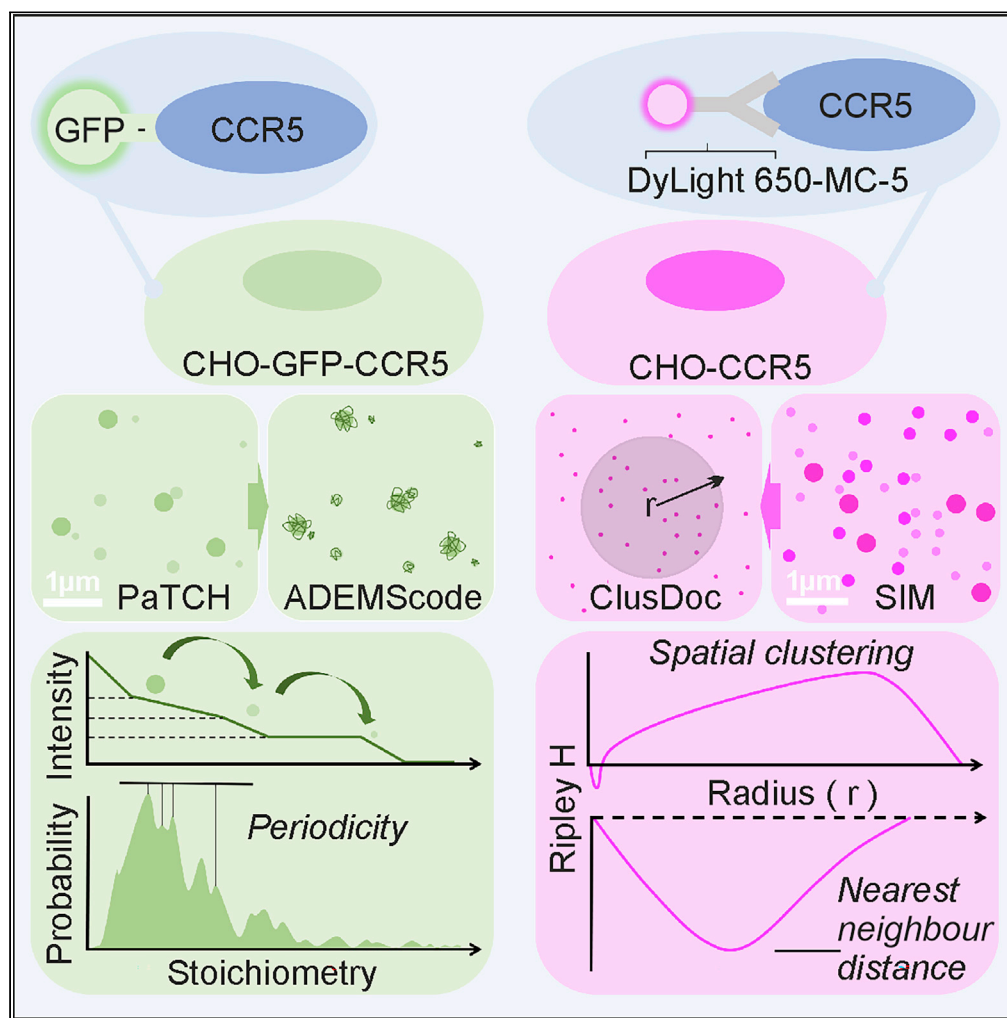 GFP - CCR5
CCR5
DyLight 650-MC-5
CHO-GFP-CCR5
CHO-CCR5
1μm
PaTCH
ADEMScode
r
ClusDoc
1μm
SIM
Intensity
Probability
Periodicity
Stoichiometry
Spatial clustering
Ripley H
Radius ( r )
Nearest
neighbour
distance